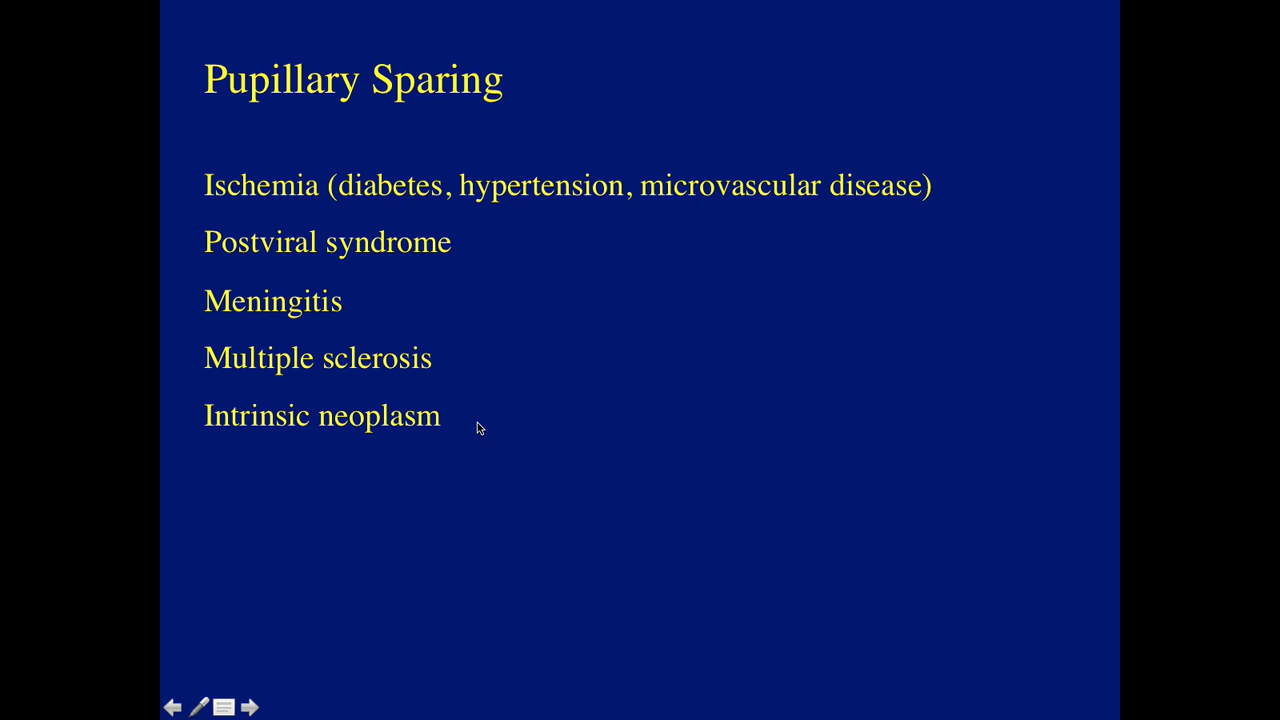 Pupillary Sparing
Ischemia (diabetes, hypertension, microvascular disease)
Postviral syndrome
Meningitis
Multiple sclerosis
Intrinsic neoplasm